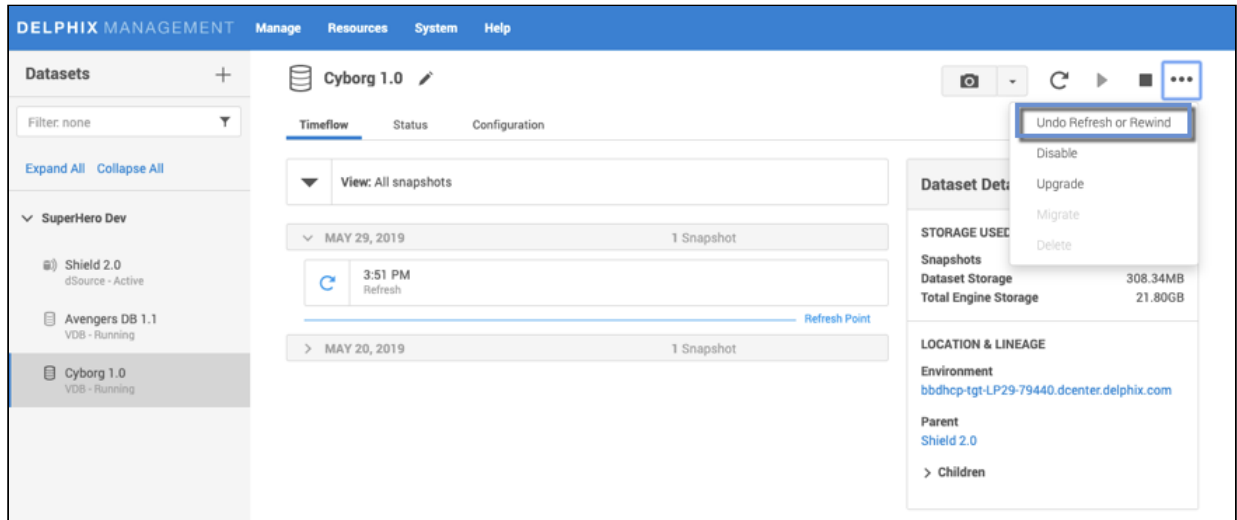 DELPHIX MANAGEMENT Manage Resources System Help
Datasets
Filter: none
Expand All Collapse All
SuperHero Dev
Shield 2.0
dSource - Active
Avengers DB 1.1
VDB - Running
Cyborg 1.0
VDB - Running
Cyborg 1.0
Timeflow Status Configuration
View: All snapshots
MAY 29, 2019 1 Snapshot
3:51 PM
Refresh
Refresh Point
MAY 20, 2019 1 Snapshot
Undo Refresh or Rewind
Disable
Upgrade
Migrate
Delete
Dataset Deta
STORAGE USED
Snapshots
Dataset Storage 308.34MB
Total Engine Storage 21.80GB
LOCATION & LINEAGE
Environment
bbdhcp-tgt-LP29-79440.dcenter.delphix.com
Parent
Shield 2.0
Children